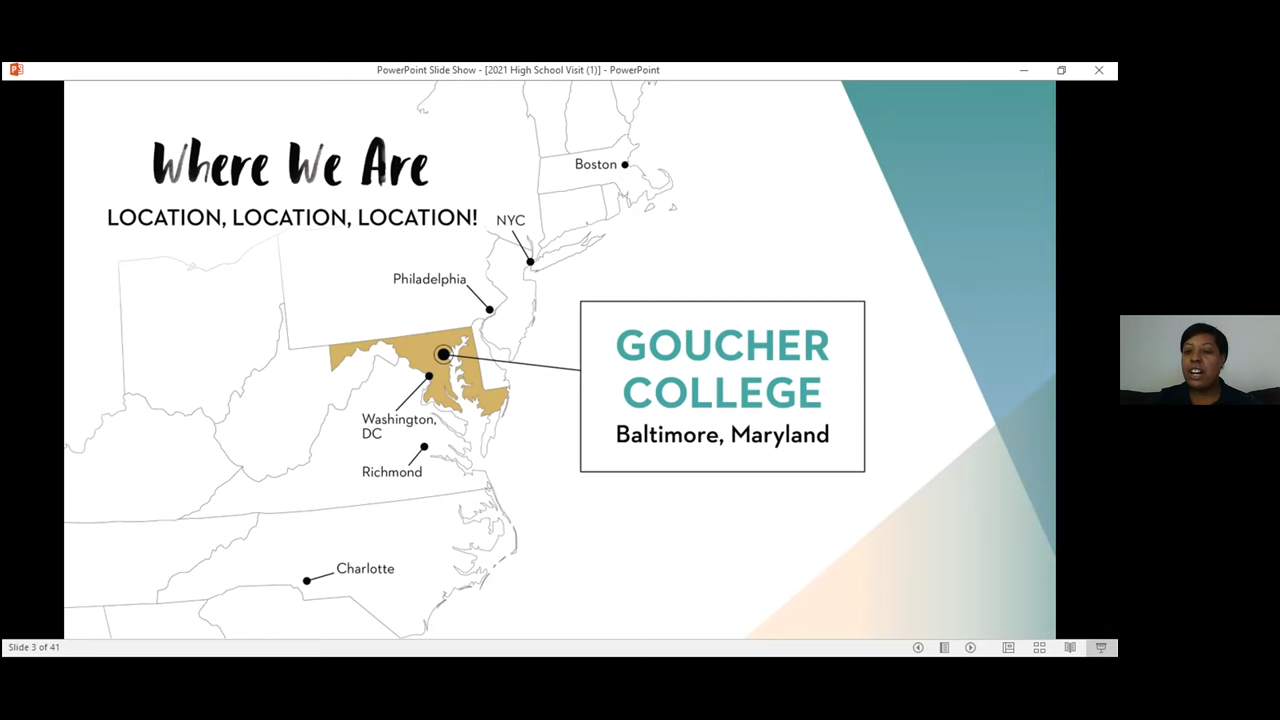 PowerPoint Slide Show - [2021 High School Visit (1)] - PowerPoint
Where We Are
LOCATION, LOCATION, LOCATION!
Boston
NYC
Philadelphia
GOUCHER
COLLEGE
Baltimore, Maryland
Washington,
DC
Richmond
Charlotte
Slide 3 of 41